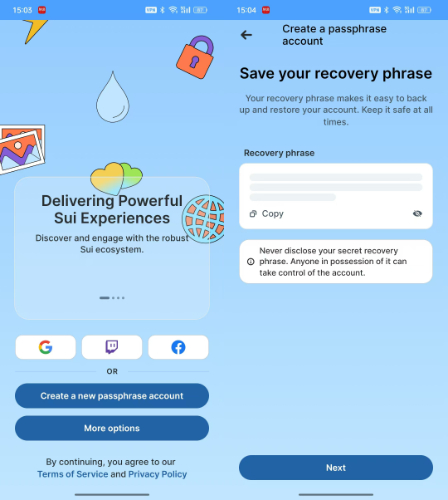 15:03
Delivering Powerful
Sui Experiences
Discover and engage with the robust
Sui ecosystem.
OR
Create a new passphrase account
More options
By continuing, you agree to our
Terms of Service and Privacy Policy
15:04
Create a passphrase
account
Save your recovery phrase
Your recovery phrase makes it easy to back
up and restore your account. Keep it safe at all
times.
Recovery phrase
Copy
Never disclose your secret recovery
phrase. Anyone in possession of it can
take control of the account.
Next